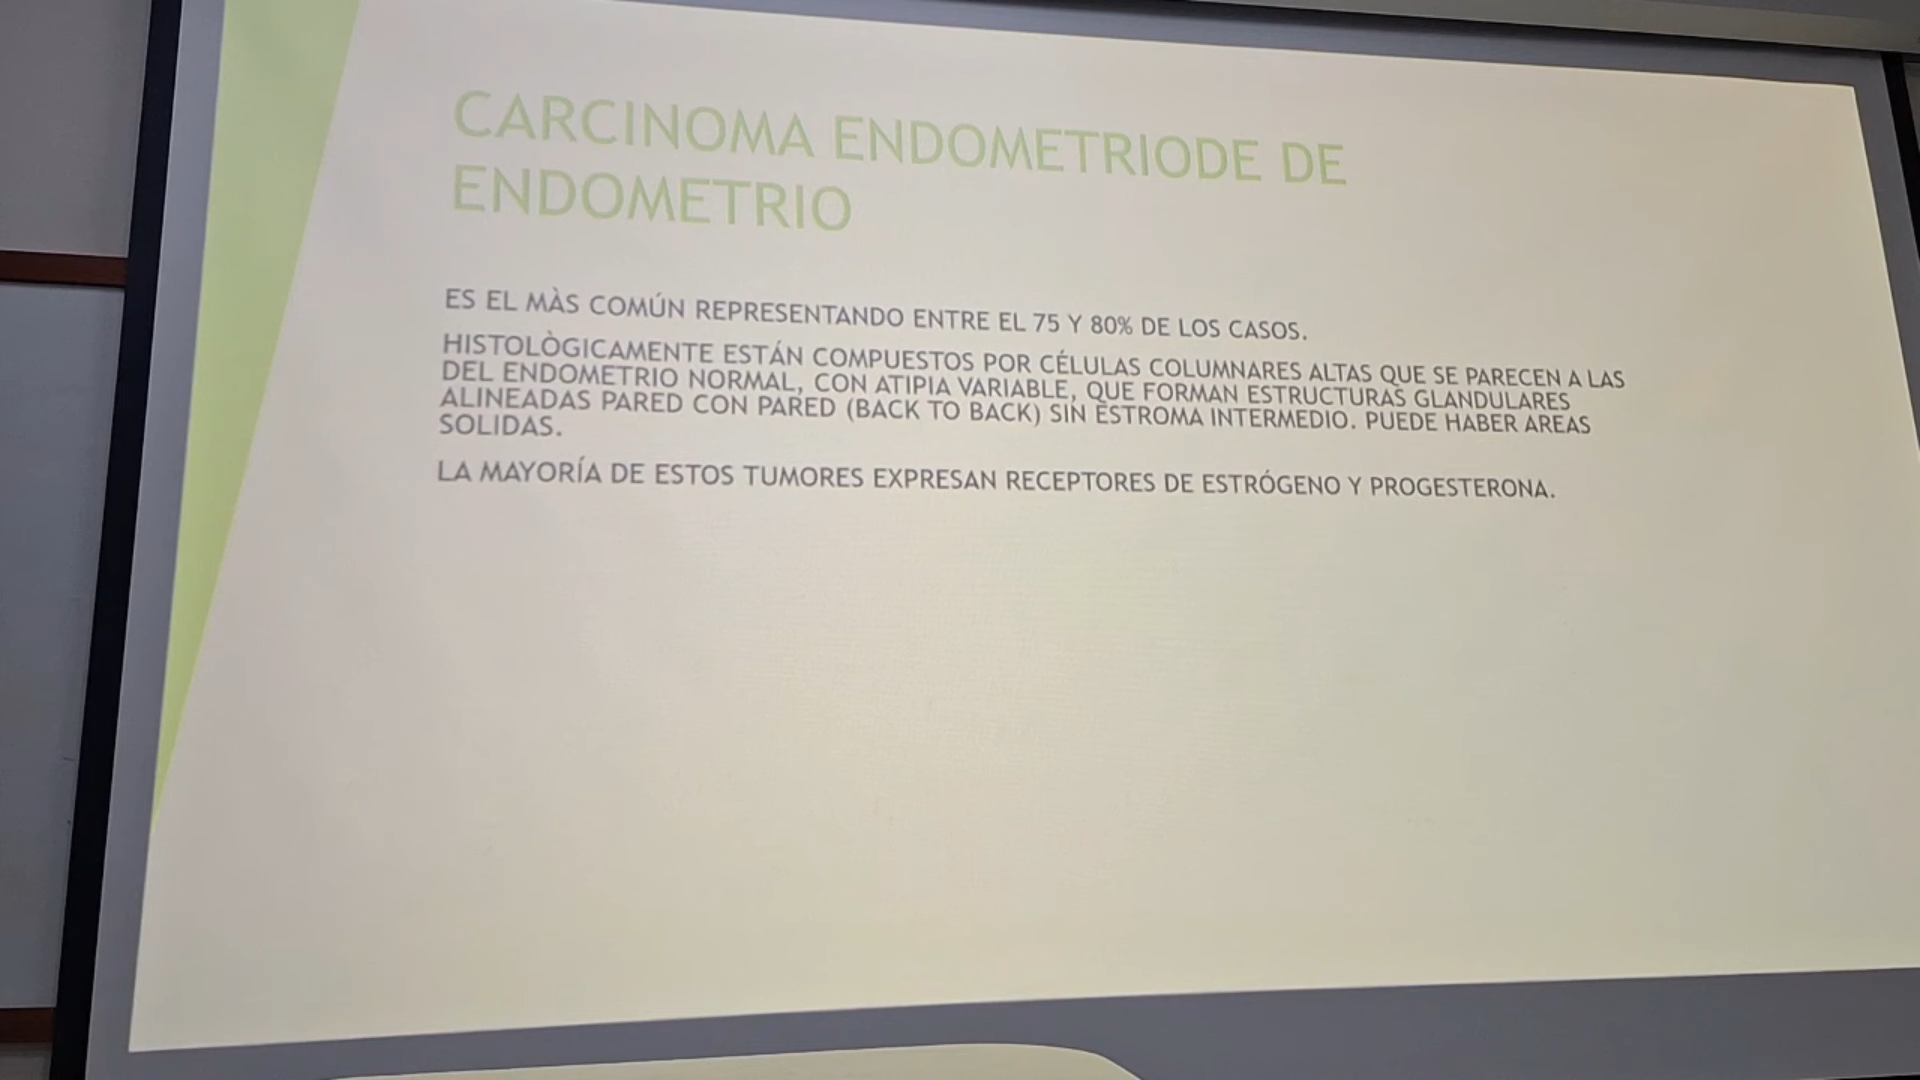 CARCINOMA ENDOMETRIODE DE
ENDOMETRIO
ES EL MÀS COMÚN REPRESENTANDO ENTRE EL 75 Y 80% DE LOS CASOS.
HISTOLÒGICAMENTE ESTÁN COMPUESTOS POR CÉLULAS COLUMNARES ALTAS QUE SE PARECEN A LAS
DEL ENDOMETRIO NORMAL, CON ATIPIA VARIABLE, QUE FORMAN ESTRUCTURAS GLANDULARES
ALINEADAS PARED CON PARED (BACK TO BACK) SIN ESTROMA INTERMEDIO. PUEDE HABER AREAS
SOLIDAS.
LA MAYORÍA DE ESTOS TUMORES EXPRESAN RECEPTORES DE ESTRÓGENO Y PROGESTERONA.